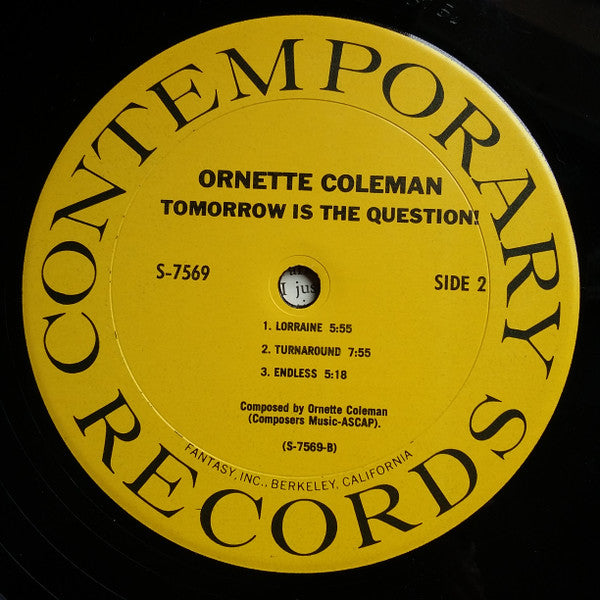 CONTEMPORARY RECORDS
ORNETTE COLEMAN
TOMORROW IS THE QUESTION!
S-7569
SIDE 2
I jus
1. LORRAINE 5:55
2. TURNAROUND 7:55
3. ENDLESS 5:18
Composed by Ornette Coleman
(Composers Music-ASCAP).
(S-7569-B)
FANTASY, INC., BERKELEY, CALIFORNIA